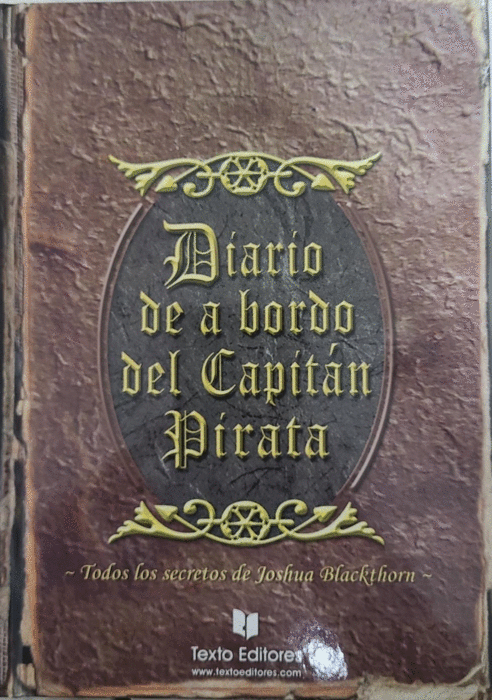 Diario
de a bordo
del Capitán
Pirata
~ Todos los secretos de Joshua Blackthorn ~
Texto Editores
www.textoeditores.com